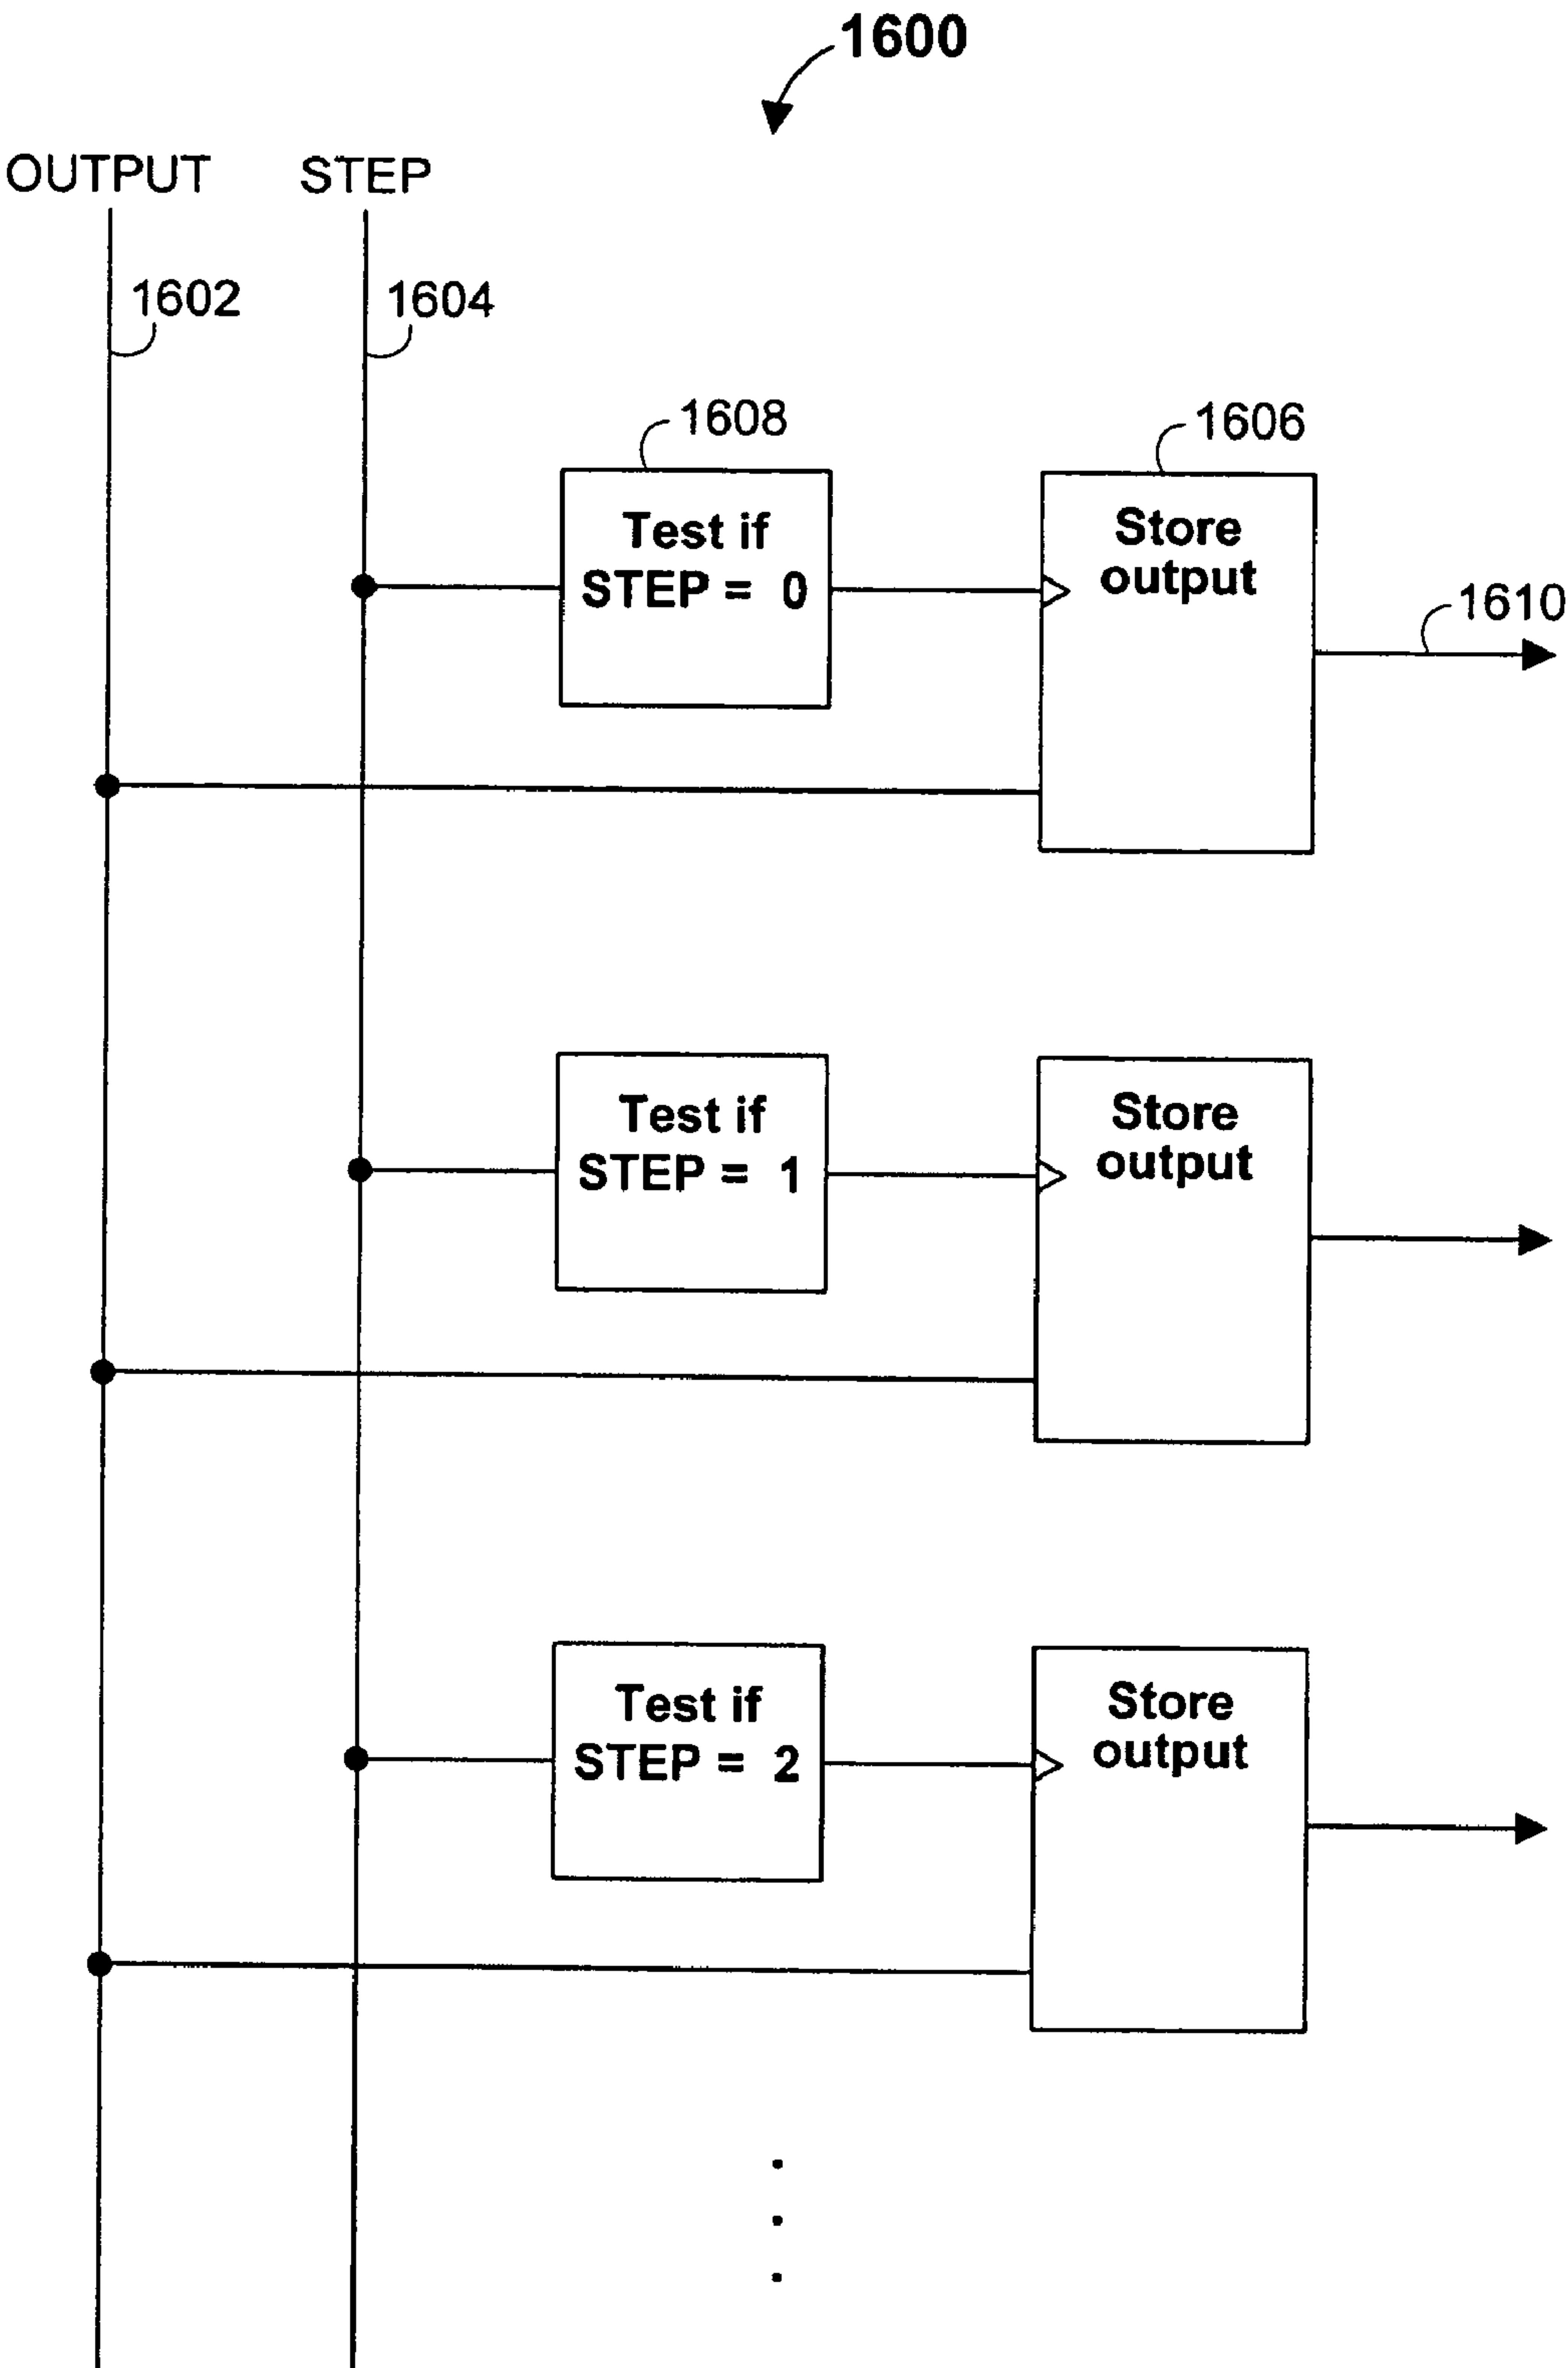 1600
OUTPUT
STEP
1602
1604
1608
1606
Test if
STEP = 0
Store
output
1610
Test if
STEP = 1
Store
output
Test if
STEP = 2
Store
output